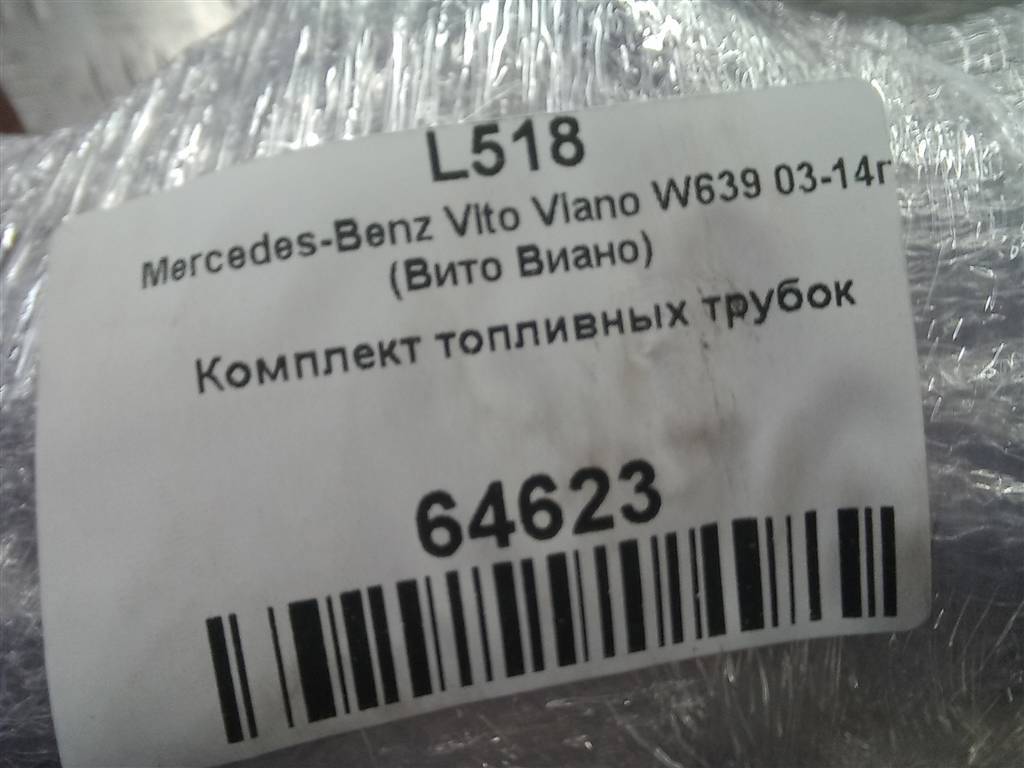 L518
Mercedes-Benz Vito Viano W639 03-14г
(Вито Виано)
Комплект топливных трубок
64623